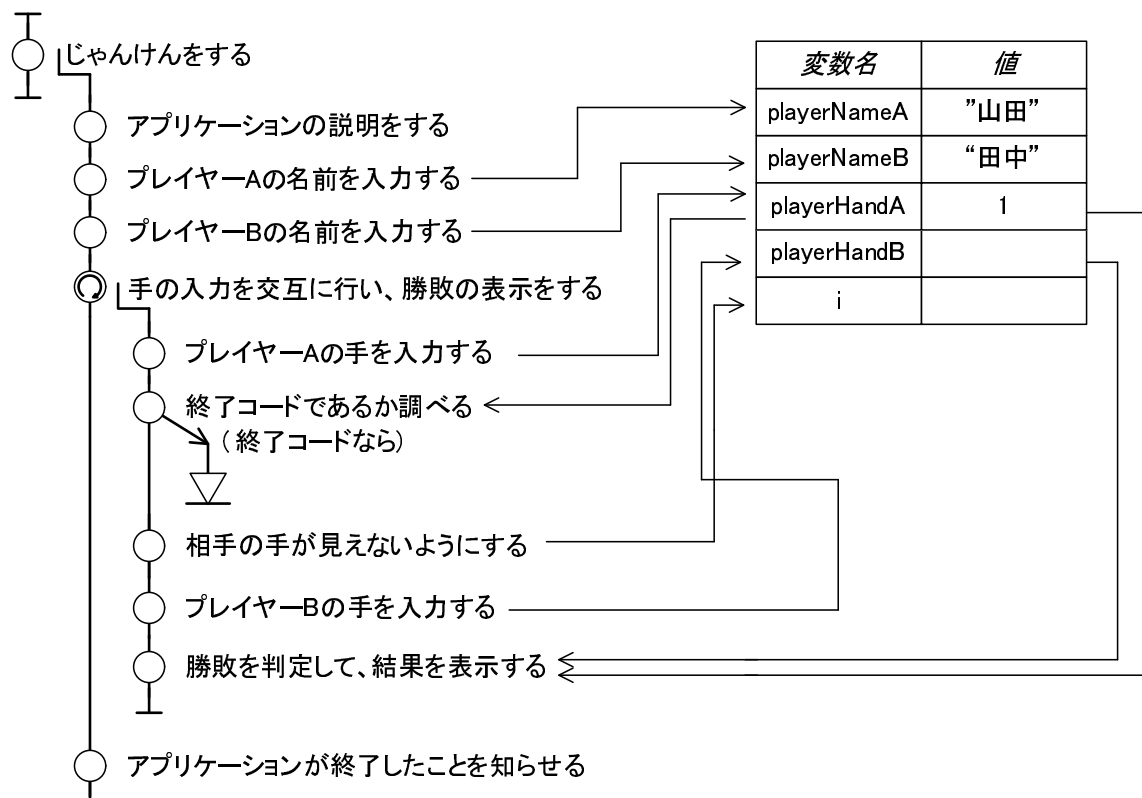 じゃんけんをする
アプリケーションの説明をする
プレイヤーAの名前を入力する
プレイヤーBの名前を入力する
手の入力を交互に行い、勝敗の表示をする
プレイヤーAの手を入力する
終了コードであるか調べる
（終了コードなら）
相手の手が見えないようにする
プレイヤーBの手を入力する
勝敗を判定して、結果を表示する
アプリケーションが終了したことを知らせる
変数名 値
playerNameA ”山田”
playerNameB “田中”
playerHandA 1
playerHandB
i